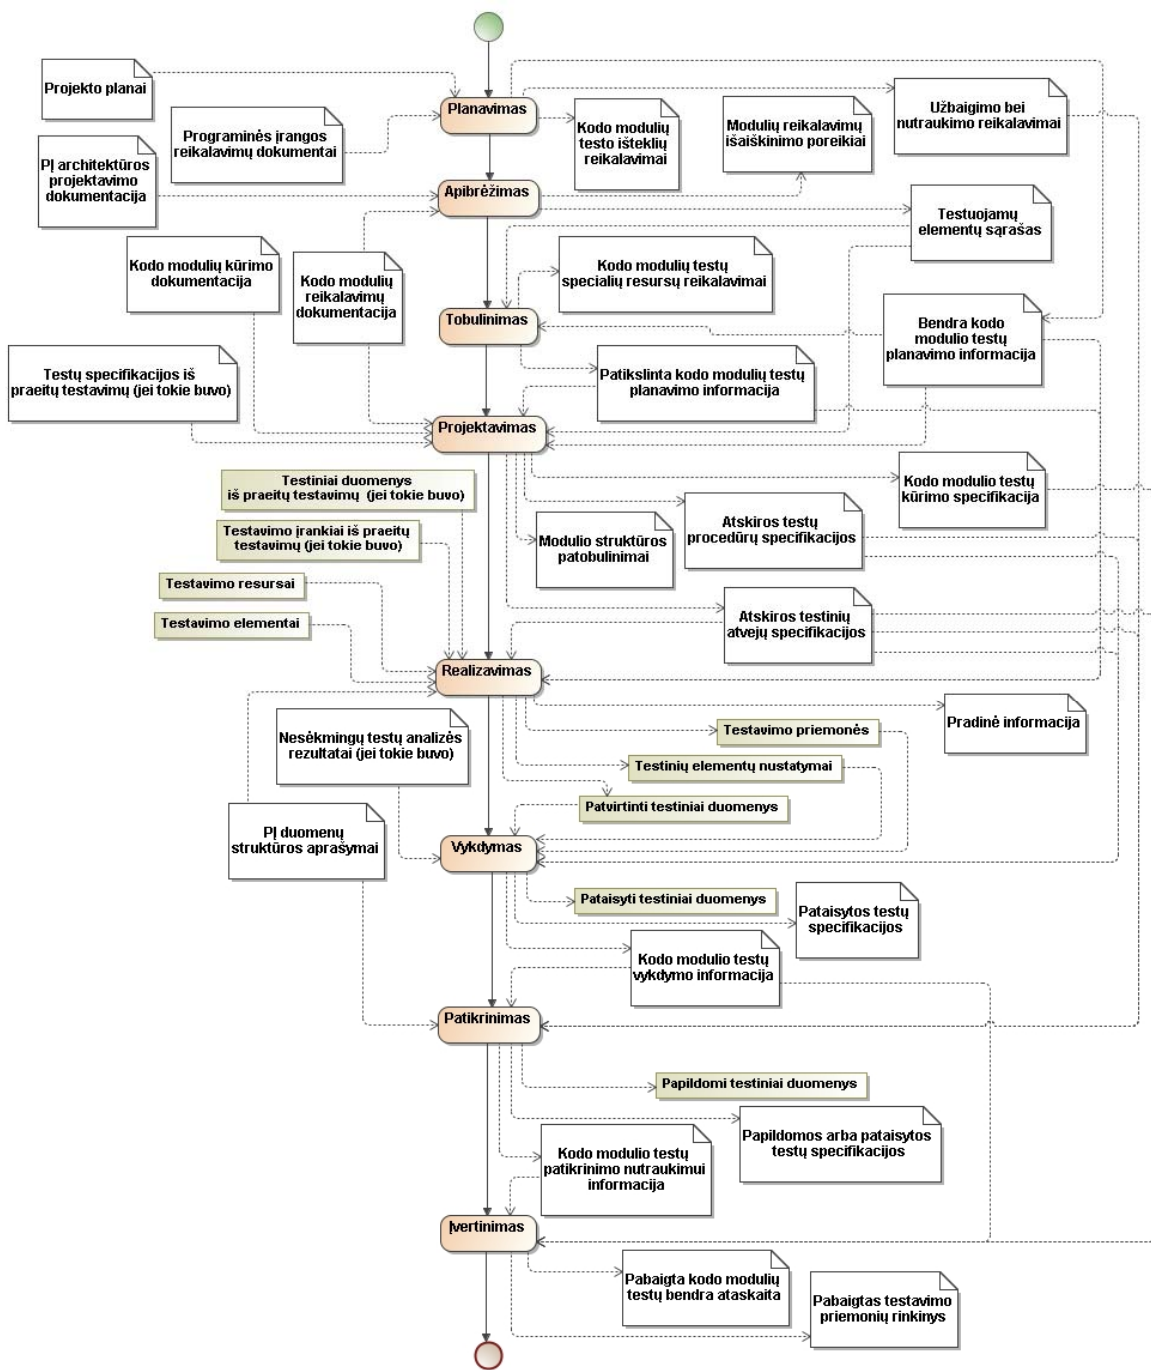 Projekto planai
Planavimas
Užbaigimo bei
nutraukimo reikalavimai
Programinės įrangos
reikalavimų dokumentai
Kodo modulių
testo išteklių
reikalavimai
Modulių reikalavimų
išaiškinimo poreikiai
PĮ architektūros
projektavimo
dokumentacija
Apibrėžimas
Testuojamų
elementų sąrašas
Kodo modulių kūrimo
dokumentacija
Kodo modulių
reikalavimų
dokumentacija
Kodo modulių testų
specialių resursų reikalavimai
Tobulinimas
Bendra kodo
modulio testų
planavimo informacija
Testų specifikacijos iš
praeitų testavimų (jei tokie buvo)
Patikslinta kodo modulių testų
planavimo informacija
Projektavimas
Testiniai duomenys
iš praeitų testavimų (jei tokie buvo)
Kodo modulio testų
kūrimo specifikacija
Testavimo įrankiai iš praeitų
testavimų (jei tokie buvo)
Modulio struktūros
patobulinimai
Atskiros testų
procedūrų specifikacijos
Testavimo resursai
Testavimo elementai
Atskiros testinių
atvejų specifikacijos
Realizavimas
Pradinė informacija
Nesėkmingų testų analizės
rezultatai (jei tokie buvo)
Testavimo priemonės
Testinių elementų nustatymai
Patvirtinti testiniai duomenys
PĮ duomenų
struktūros aprašymai
Vykdymas
Pataisyti testiniai duomenys
Pataisytos testų
specifikacijos
Kodo modulio testų
vykdymo informacija
Patikrinimas
Papildomi testiniai duomenys
Papildomos arba pataisytos
testų specifikacijos
Kodo modulio testų
patikrinimo nutraukimui
informacija
Įvertinimas
Pabaigta kodo modulių
testų bendra ataskaita
Pabaigtas testavimo
priemonių rinkinys